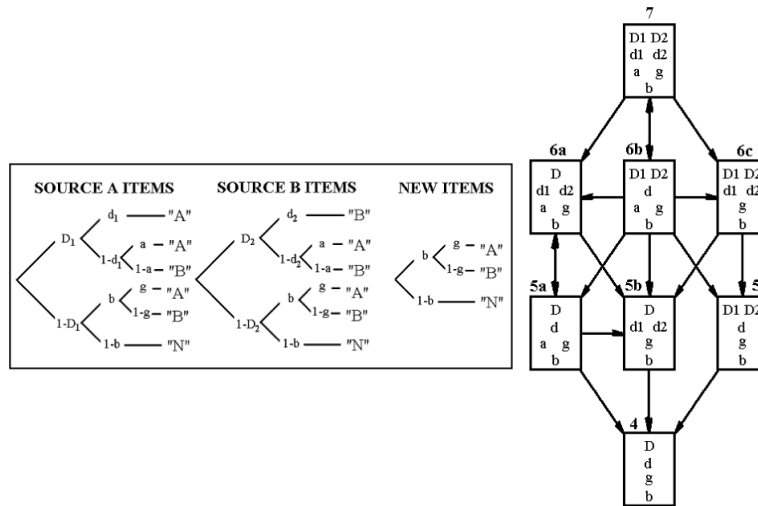 SOURCE A ITEMS SOURCE B ITEMS NEW ITEMS
d1 "A"
D1
a "A"
1-d1
1-a "B"
g "A"
b
1-g "B"
1-D1
1-b "N"
d2 "B"
D2
a "A"
1-d2
1-a "B"
g "A"
b
1-g "B"
1-D2
1-b "N"
g "A"
b
1-g "B"
1-b "N"
7
D1 D2
d1 d2
a g
b
6a
D
d1 d2
a g
b
6b
D1 D2
d
a g
b
6c
D1 D2
d1 d2
g
b
5a
D
d
a g
b
5b
D
d1 d2
g
b
5
D1 D2
d
g
b
4
D
d
g
b